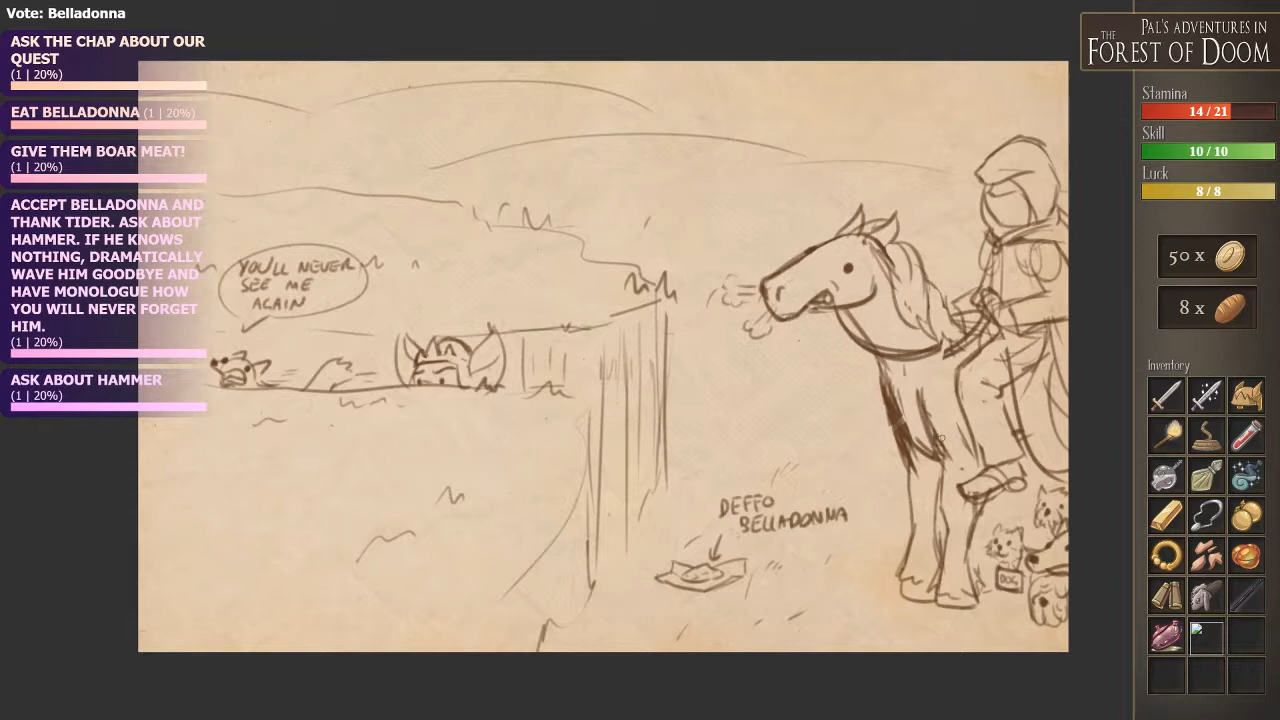 Vote: Belladonna
ASK THE CHAP ABOUT OUR
QUEST
(1 | 20%)
EAT BELLADONNA (1 | 20%)
GIVE THEM BOAR MEAT!
(1 | 20%)
ACCEPT BELLADONNA AND
THANK TIDER. ASK ABOUT
HAMMER. IF HE KNOWS
NOTHING, DRAMATICALLY
WAVE HIM GOODBYE AND
HAVE MONOLOGUE HOW
YOU WILL NEVER FORGET
HIM.
(1 | 20%)
ASK ABOUT HAMMER
(1 | 20%)
YOU'LL NEVER
SEE ME
AGAIN
DEFFO
BELLADONNA
DOG
PAL'S ADVENTURES IN
THE FOREST OF DOOM
Stamina
14 / 21
Skill
10 / 10
Luck
8 / 8
50 x
8 x
Inventory